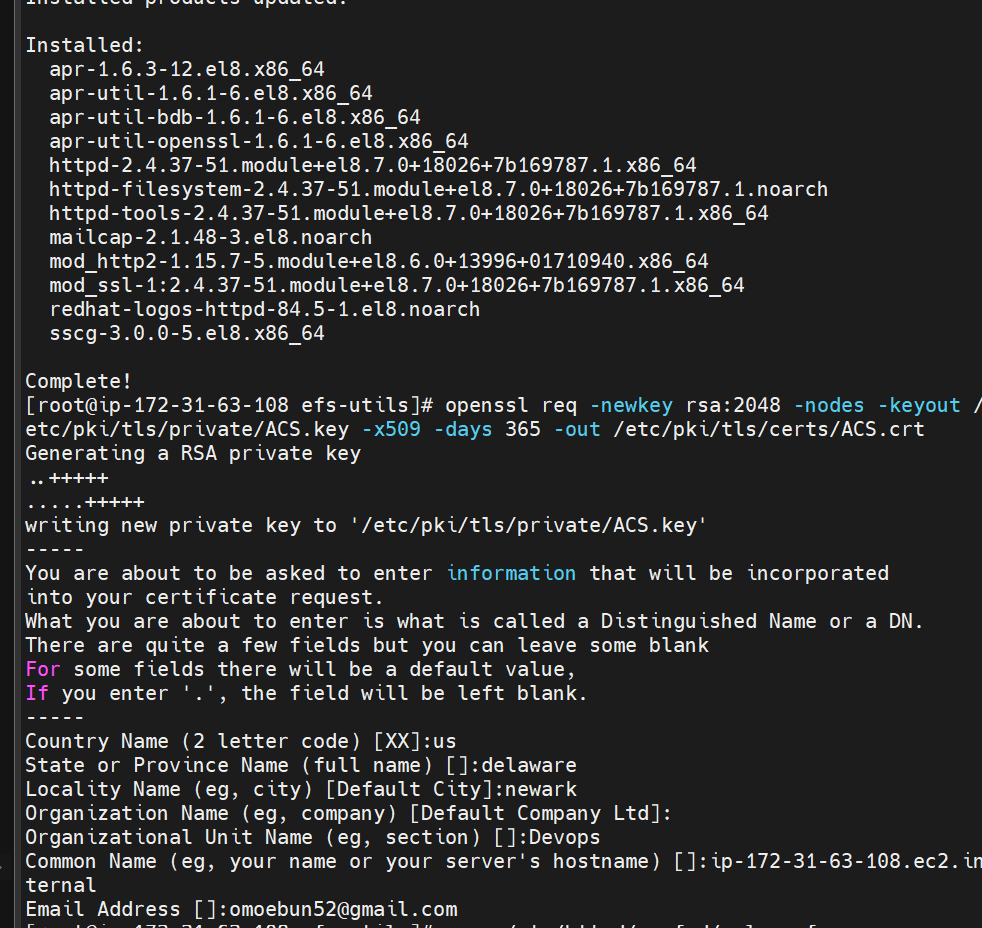 Installed products updated.
Installed:
apr-1.6.3-12.el8.x86_64
apr-util-1.6.1-6.el8.x86_64
apr-util-bdb-1.6.1-6.el8.x86_64
apr-util-openssl-1.6.1-6.el8.x86_64
httpd-2.4.37-51.module+el8.7.0+18026+7b169787.1.x86_64
httpd-filesystem-2.4.37-51.module+el8.7.0+18026+7b169787.1.noarch
httpd-tools-2.4.37-51.module+el8.7.0+18026+7b169787.1.x86_64
mailcap-2.1.48-3.el8.noarch
mod_http2-1.15.7-5.module+el8.6.0+13996+01710940.x86_64
mod_ssl-1:2.4.37-51.module+el8.7.0+18026+7b169787.1.x86_64
redhat-logos-httpd-84.5-1.el8.noarch
sscg-3.0.0-5.el8.x86_64
Complete!
[root@ip-172-31-63-108 efs-utils]# openssl req -newkey rsa:2048 -nodes -keyout /
etc/pki/tls/private/ACS.key -x509 -days 365 -out /etc/pki/tls/certs/ACS.crt
Generating a RSA private key
..+++++
.....+++++
writing new private key to '/etc/pki/tls/private/ACS.key'
-----
You are about to be asked to enter information that will be incorporated
into your certificate request.
What you are about to enter is what is called a Distinguished Name or a DN.
There are quite a few fields but you can leave some blank
For some fields there will be a default value,
If you enter '.', the field will be left blank.
-----
Country Name (2 letter code) [XX]:us
State or Province Name (full name) []:delaware
Locality Name (eg, city) [Default City]:newark
Organization Name (eg, company) [Default Company Ltd]:
Organizational Unit Name (eg, section) []:Devops
Common Name (eg, your name or your server's hostname) []:ip-172-31-63-108.ec2.in
ternal
Email Address []:omoebun52@gmail.com